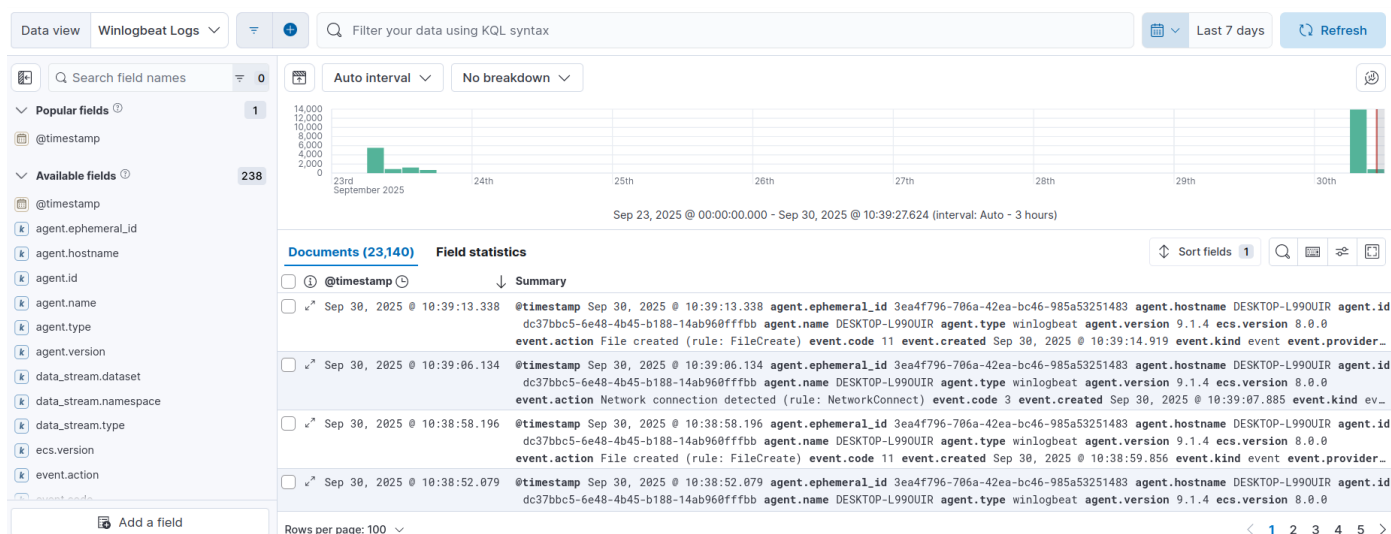 Data view Winlogbeat Logs Filter your data using KQL syntax Last 7 days Refresh
Search field names 0 Auto interval No breakdown
Popular fields 1
@timestamp
Available fields 238
@timestamp
agent.ephemeral_id
agent.hostname
agent.id
agent.name
agent.type
agent.version
data_stream.dataset
data_stream.namespace
data_stream.type
ecs.version
event.action
Add a field
14,000
12,000
10,000
8,000
6,000
4,000
2,000
0
23rd 24th 25th 26th 27th 28th 29th 30th
September 2025
Sep 23, 2025 @ 00:00:00.000 - Sep 30, 2025 @ 10:39:27.624 (interval: Auto - 3 hours)
Documents (23,140) Field statistics Sort fields 1
@timestamp Summary
Sep 30, 2025 @ 10:39:13.338 @timestamp Sep 30, 2025 @ 10:39:13.338 agent.ephemeral_id 3ea4f796-706a-42ea-bc46-985a53251483 agent.hostname DESKTOP-L99OUIR agent.id
dc37bbc5-6e48-4b45-b188-14ab960fffbb agent.name DESKTOP-L99OUIR agent.type winlogbeat agent.version 9.1.4 ecs.version 8.0.0
event.action File created (rule: FileCreate) event.code 11 event.created Sep 30, 2025 @ 10:39:14.919 event.kind event event.provider…
Sep 30, 2025 @ 10:39:06.134 @timestamp Sep 30, 2025 @ 10:39:06.134 agent.ephemeral_id 3ea4f796-706a-42ea-bc46-985a53251483 agent.hostname DESKTOP-L99OUIR agent.id
dc37bbc5-6e48-4b45-b188-14ab960fffbb agent.name DESKTOP-L99OUIR agent.type winlogbeat agent.version 9.1.4 ecs.version 8.0.0
event.action Network connection detected (rule: NetworkConnect) event.code 3 event.created Sep 30, 2025 @ 10:39:07.885 event.kind ev…
Sep 30, 2025 @ 10:38:58.196 @timestamp Sep 30, 2025 @ 10:38:58.196 agent.ephemeral_id 3ea4f796-706a-42ea-bc46-985a53251483 agent.hostname DESKTOP-L99OUIR agent.id
dc37bbc5-6e48-4b45-b188-14ab960fffbb agent.name DESKTOP-L99OUIR agent.type winlogbeat agent.version 9.1.4 ecs.version 8.0.0
event.action File created (rule: FileCreate) event.code 11 event.created Sep 30, 2025 @ 10:38:59.856 event.kind event event.provider…
Sep 30, 2025 @ 10:38:52.079 @timestamp Sep 30, 2025 @ 10:38:52.079 agent.ephemeral_id 3ea4f796-706a-42ea-bc46-985a53251483 agent.hostname DESKTOP-L99OUIR agent.id
dc37bbc5-6e48-4b45-b188-14ab960fffbb agent.name DESKTOP-L99OUIR agent.type winlogbeat agent.version 9.1.4 ecs.version 8.0.0
Rows per page: 100 1 2 3 4 5